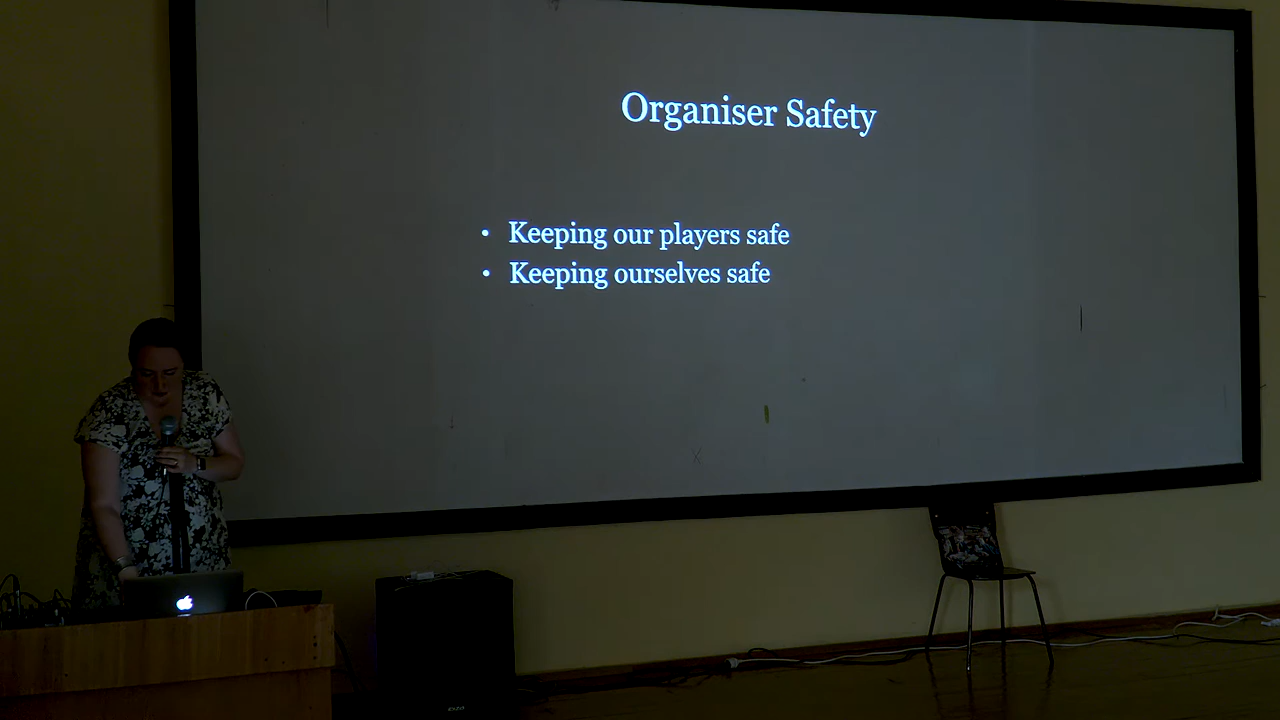 Organiser Safety
• Keeping our players safe
• Keeping ourselves safe